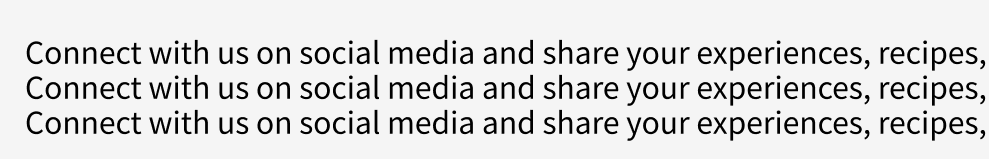 Connect with us on social media and share your experiences, recipes,
Connect with us on social media and share your experiences, recipes,
Connect with us on social media and share your experiences, recipes,